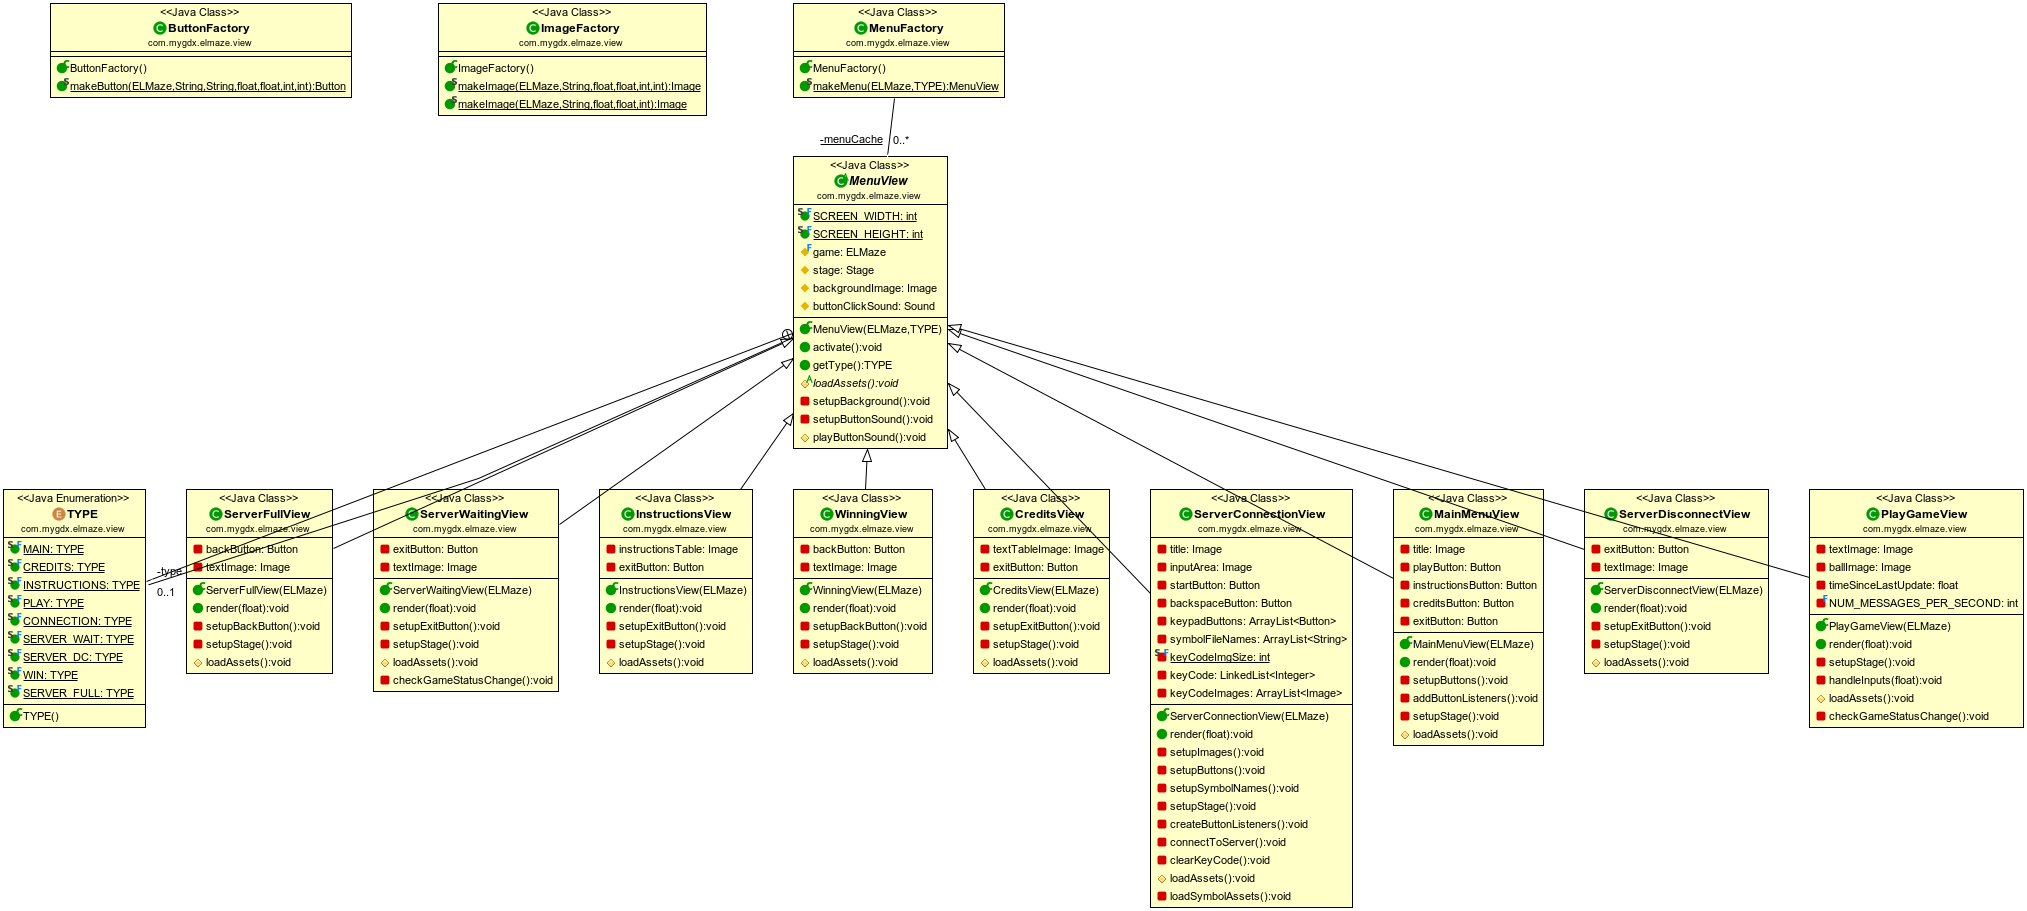 <<Java Class>>
ButtonFactory
com.mygdx.elmaze.view
ButtonFactory()
makeButton(ELMaze,String,String,float,float,int,int):Button
<<Java Class>>
ImageFactory
com.mygdx.elmaze.view
ImageFactory()
makeImage(ELMaze,String,float,float,int,int):Image
makeImage(ELMaze,String,float,float,int):Image
<<Java Class>>
MenuFactory
com.mygdx.elmaze.view
MenuFactory()
makeMenu(ELMaze,TYPE):MenuView
-menuCache 0..*
<<Java Class>>
MenuView
com.mygdx.elmaze.view
SCREEN_WIDTH: int
SCREEN_HEIGHT: int
game: ELMaze
stage: Stage
backgroundImage: Image
buttonClickSound: Sound
MenuView(ELMaze,TYPE)
activate():void
getType():TYPE
loadAssets():void
setupBackground():void
setupButtonSound():void
playButtonSound():void
<<Java Enumeration>>
TYPE
com.mygdx.elmaze.view
MAIN: TYPE
CREDITS: TYPE
INSTRUCTIONS: TYPE
PLAY: TYPE
CONNECTION: TYPE
SERVER_WAIT: TYPE
SERVER_DC: TYPE
WIN: TYPE
SERVER_FULL: TYPE
TYPE()
-type
0..1
<<Java Class>>
ServerFullView
com.mygdx.elmaze.view
backButton: Button
textImage: Image
ServerFullView(ELMaze)
render(float):void
setupBackButton():void
setupStage():void
loadAssets():void
<<Java Class>>
ServerWaitingView
com.mygdx.elmaze.view
exitButton: Button
textImage: Image
ServerWaitingView(ELMaze)
render(float):void
setupExitButton():void
setupStage():void
loadAssets():void
checkGameStatusChange():void
<<Java Class>>
InstructionsView
com.mygdx.elmaze.view
instructionsTable: Image
exitButton: Button
InstructionsView(ELMaze)
render(float):void
setupExitButton():void
setupStage():void
loadAssets():void
<<Java Class>>
WinningView
com.mygdx.elmaze.view
backButton: Button
textImage: Image
WinningView(ELMaze)
render(float):void
setupBackButton():void
setupStage():void
loadAssets():void
<<Java Class>>
CreditsView
com.mygdx.elmaze.view
textTableImage: Image
exitButton: Button
CreditsView(ELMaze)
render(float):void
setupExitButton():void
setupStage():void
loadAssets():void
<<Java Class>>
ServerConnectionView
com.mygdx.elmaze.view
title: Image
inputArea: Image
startButton: Button
backspaceButton: Button
keypadButtons: ArrayList<Button>
symbolFileNames: ArrayList<String>
keyCodeImgSize: int
keyCode: LinkedList<Integer>
keyCodeImages: ArrayList<Image>
ServerConnectionView(ELMaze)
render(float):void
setupImages():void
setupButtons():void
setupSymbolNames():void
setupStage():void
createButtonListeners():void
connectToServer():void
clearKeyCode():void
loadAssets():void
loadSymbolAssets():void
<<Java Class>>
MainMenuView
com.mygdx.elmaze.view
title: Image
playButton: Button
instructionsButton: Button
creditsButton: Button
exitButton: Button
MainMenuView(ELMaze)
render(float):void
setupButtons():void
addButtonListeners():void
setupStage():void
loadAssets():void
<<Java Class>>
ServerDisconnectView
com.mygdx.elmaze.view
exitButton: Button
textImage: Image
ServerDisconnectView(ELMaze)
render(float):void
setupExitButton():void
setupStage():void
loadAssets():void
<<Java Class>>
PlayGameView
com.mygdx.elmaze.view
textImage: Image
ballImage: Image
timeSinceLastUpdate: float
NUM_MESSAGES_PER_SECOND: int
PlayGameView(ELMaze)
render(float):void
setupStage():void
handleInputs(float):void
loadAssets():void
checkGameStatusChange():void